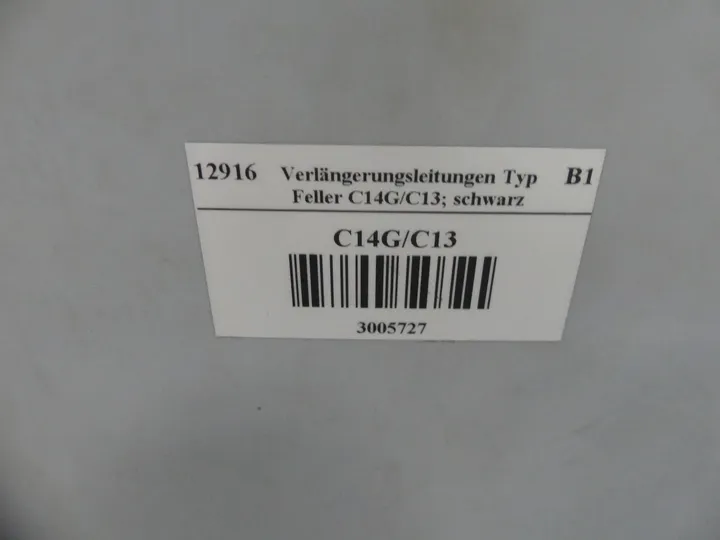 12916 Verlängerungsleitungen Typ B1
Feller C14G/C13; schwarz
C14G/C13
3005727